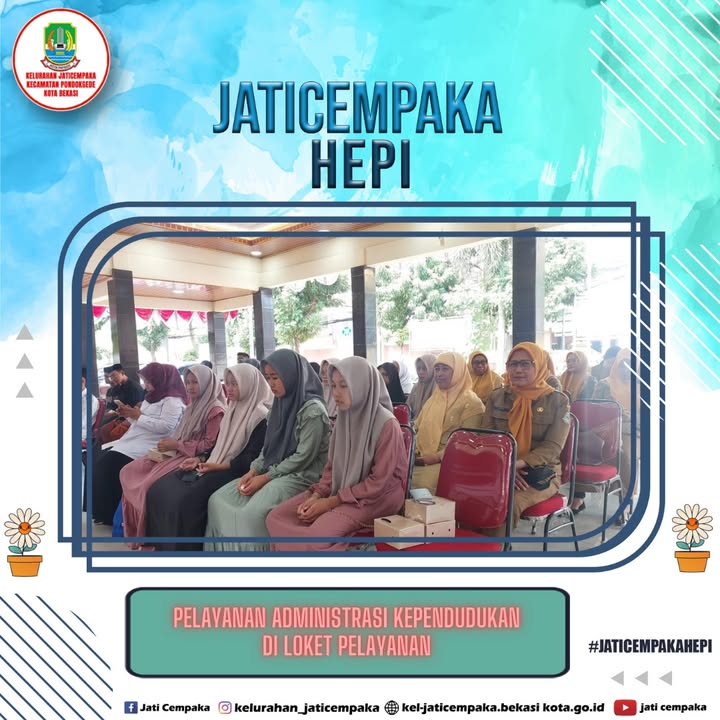 KELURAHAN JATICEMPAKA
KECAMATAN PONDOKGEDE
KOTA BEKASI
JATICEMPAKA
HEPI
PELAYANAN ADMINISTRASI KEPENDUDUKAN
DI LOKET PELAYANAN
#JATICEMPAKAHEPI
Jati Cempaka kelurahan_jaticempaka kel-jaticempaka.bekasi kota.go.id jati cempaka